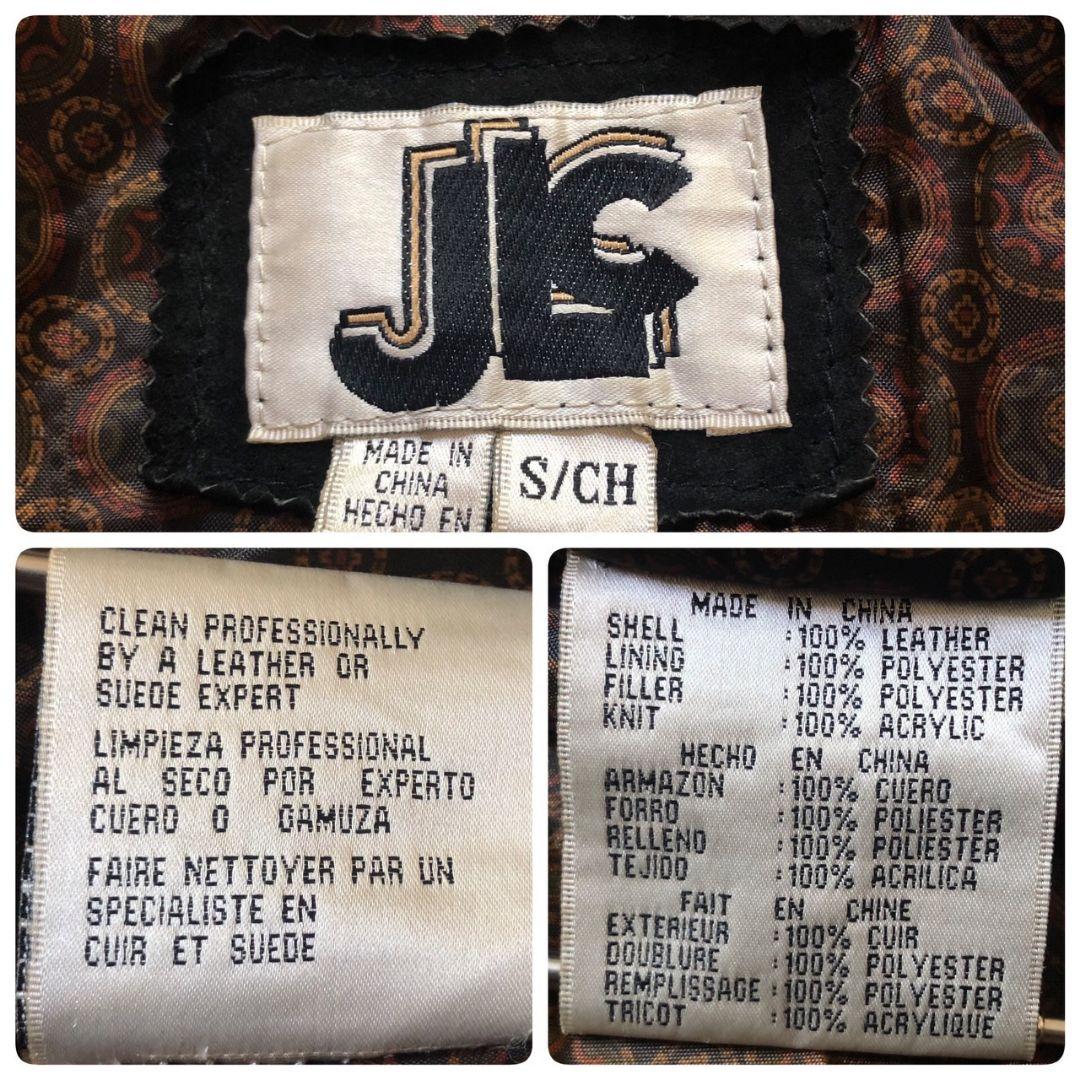 JLG
MADE IN
CHINA
HECHO EN
S/CH
CLEAN PROFESSIONALLY
BY A LEATHER OR
SUEDE EXPERT
LIMPIEZA PROFESSIONAL
AL SECO POR EXPERTO
CUERO O GAMUZA
FAIRE NETTOYER PAR UN
SPECIALISTE EN
CUIR ET SUEDE
MADE IN CHINA
SHELL :100% LEATHER
LINING :100% POLYESTER
FILLER :100% POLYESTER
KNIT :100% ACRYLIC
HECHO EN CHINA
ARMAZON :100% CUERO
FORRO :100% POLIESTER
RELLENO :100% POLIESTER
TEJIDO :100% ACRILICA
FAIT EN CHINE
EXTERIEUR :100% CUIR
DOUBLURE :100% POLYESTER
REMPLISSAGE :100% POLYESTER
TRICOT :100% ACRYLIQUE